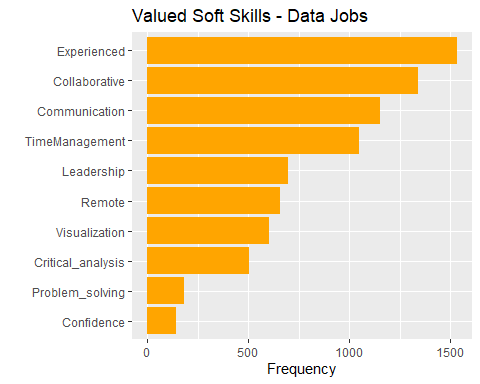 Valued Soft Skills - Data Jobs
Experienced
Collaborative
Communication
TimeManagement
Leadership
Remote
Visualization
Critical_analysis
Problem_solving
Confidence
0 500 1000 1500
Frequency